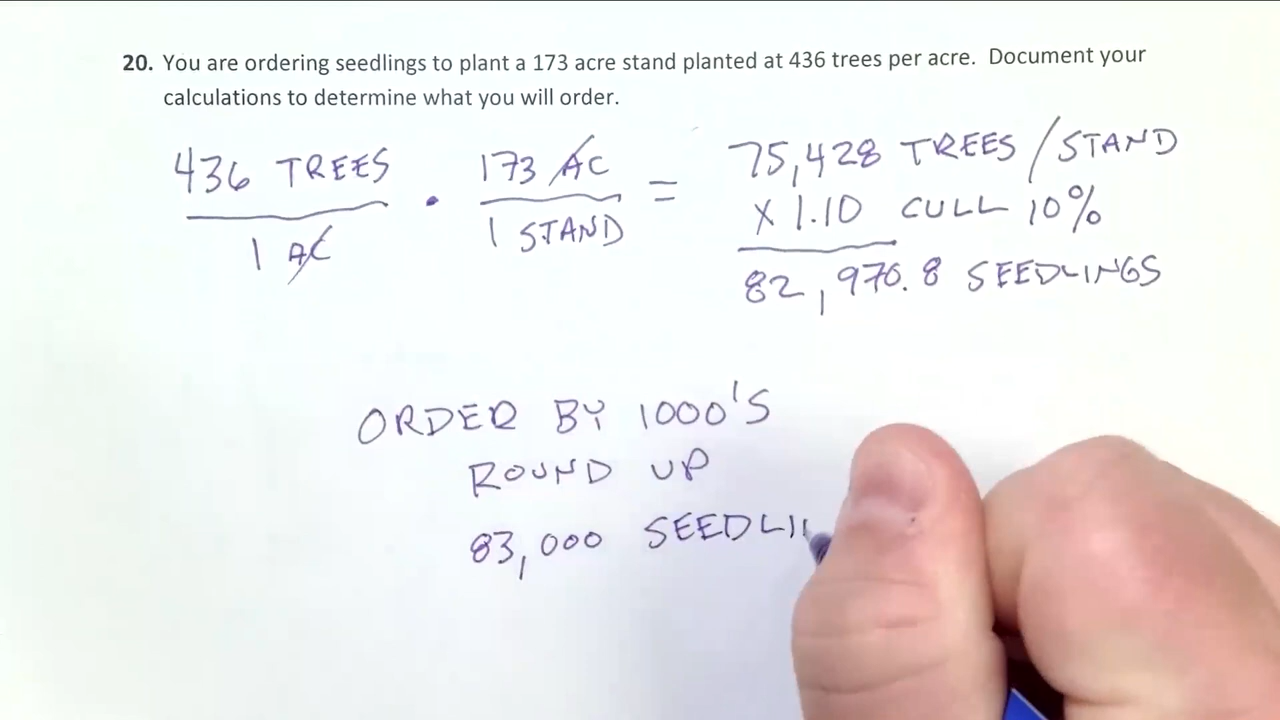 20. You are ordering seedlings to plant a 173 acre stand planted at 436 trees per acre. Document your
calculations to determine what you will order.
436 TREES
1 AC
·
173 AC
1 STAND
=
75,428 TREES / STAND
X 1.10 CULL 10%
82,970.8 SEEDLINGS
ORDER BY 1000'S
ROUND UP
83,000 SEEDLIN